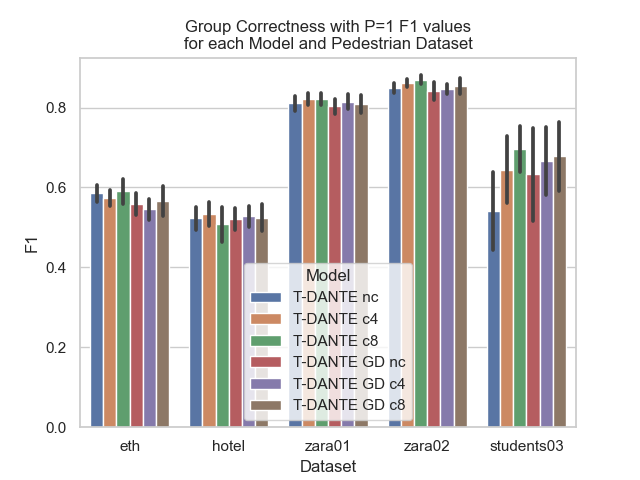 Group Correctness with P=1 F1 values
for each Model and Pedestrian Dataset
F1
0.8
0.6
0.4
0.2
0.0
Model
T-DANTE nc
T-DANTE c4
T-DANTE c8
T-DANTE GD nc
T-DANTE GD c4
T-DANTE GD c8
eth
hotel
zara01
zara02
students03
Dataset